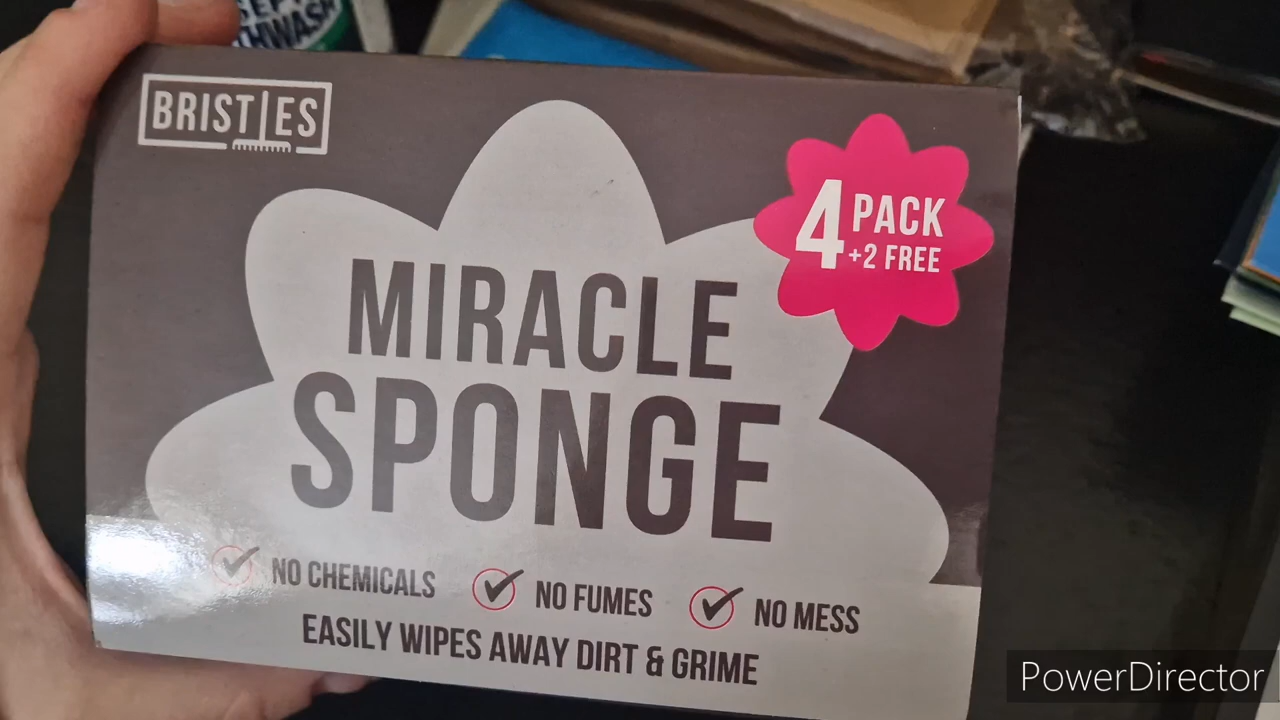 THWASH
BRISTLES
4 PACK
+2 FREE
MIRACLE
SPONGE
NO CHEMICALS
NO FUMES
NO MESS
EASILY WIPES AWAY DIRT & GRIME
PowerDirector